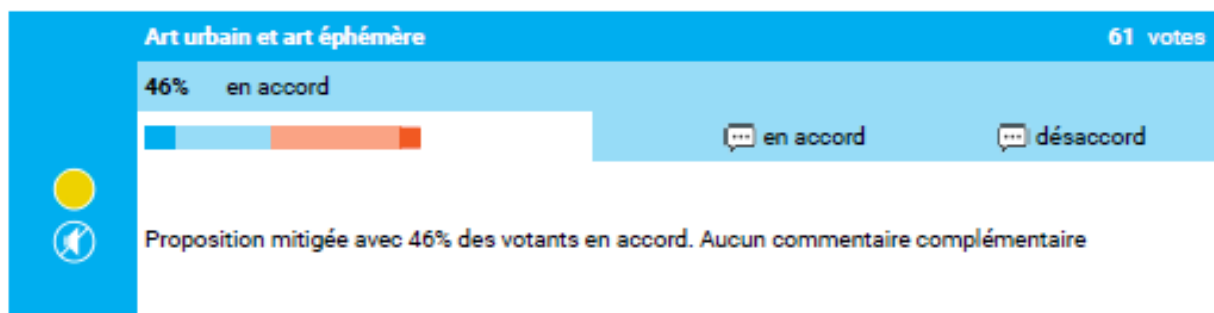 Art urbain et art éphémère 61 votes
46% en accord
en accord désaccord
Proposition mitigée avec 46% des votants en accord. Aucun commentaire complémentaire